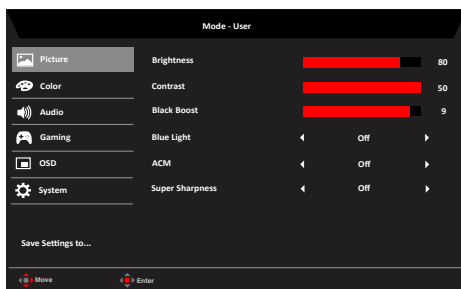 Mode - User
Picture
Brightness 80
Color
Contrast 50
Audio
Black Boost 9
Gaming
Blue Light Off
OSD
ACM Off
System
Super Sharpness Off
Save Settings to...
Move Enter